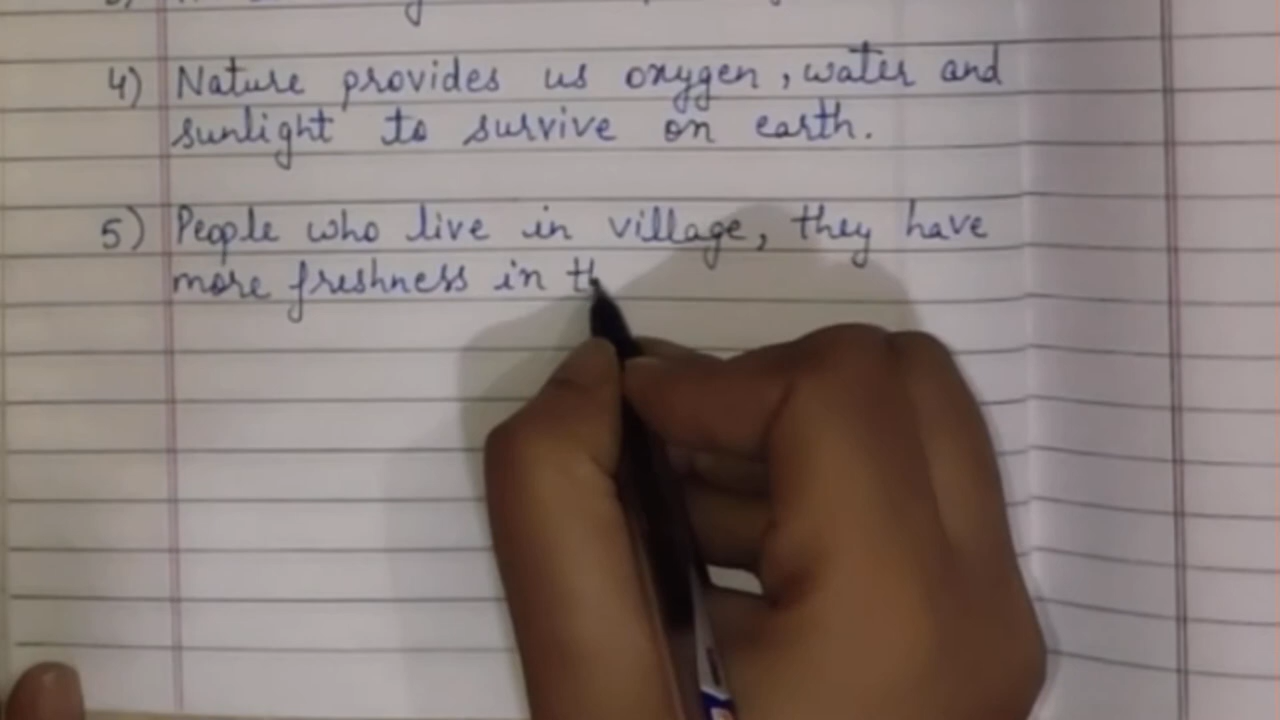 4) Nature provides us oxygen, water and
sunlight to survive on earth.
5) People who live in village, they have
more freshness in th